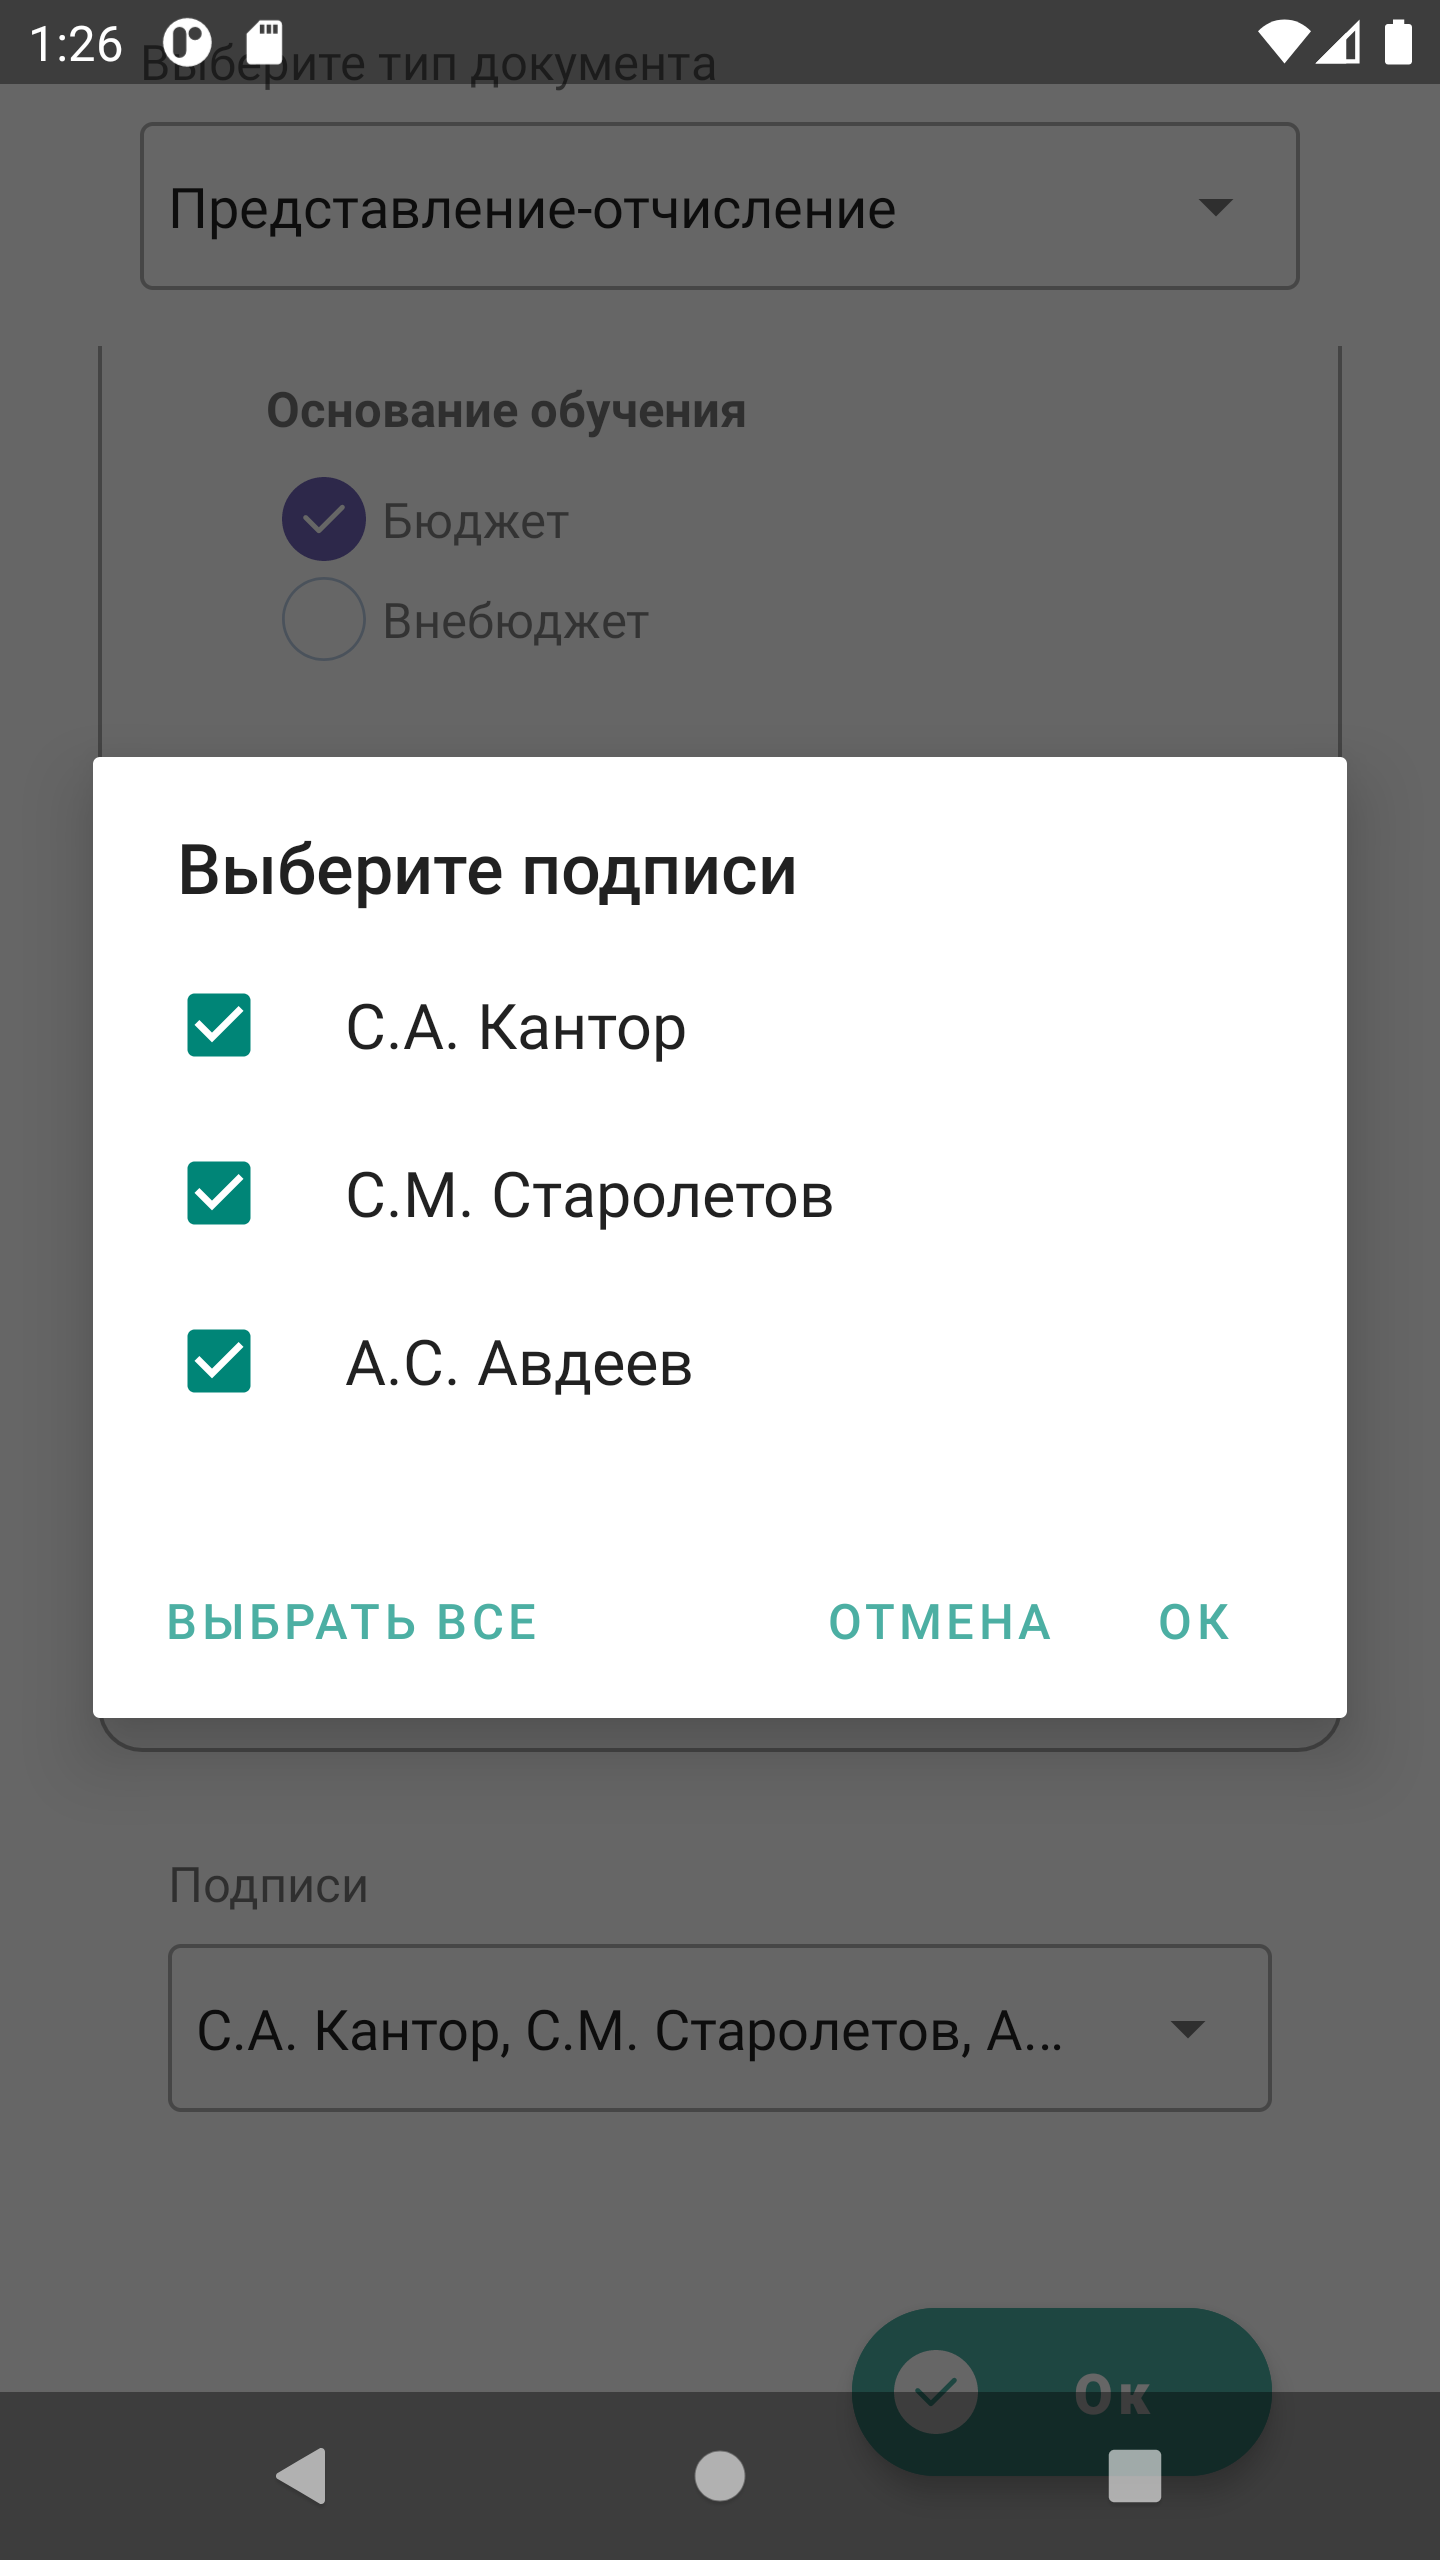 1:26
Выберите тип документа
Представление-отчисление
Основание обучения
Бюджет
Внебюджет
Выберите подписи
С.А. Кантор
С.М. Старолетов
А.С. Авдеев
ВЫБРАТЬ ВСЕ ОТМЕНА ОК
Подписи
С.А. Кантор, С.М. Старолетов, А...
Ок